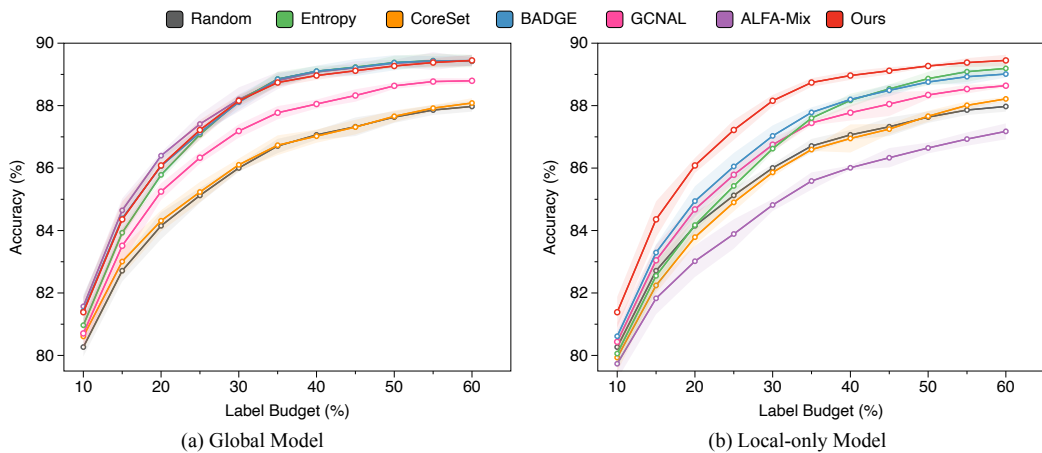 Random Entropy CoreSet BADGE GCNAL ALFA-Mix Ours
90
88
86
84
82
80
Accuracy (%)
10 20 30 40 50 60
Label Budget (%)
(a) Global Model
90
88
86
84
82
80
Accuracy (%)
10 20 30 40 50 60
Label Budget (%)
(b) Local-only Model